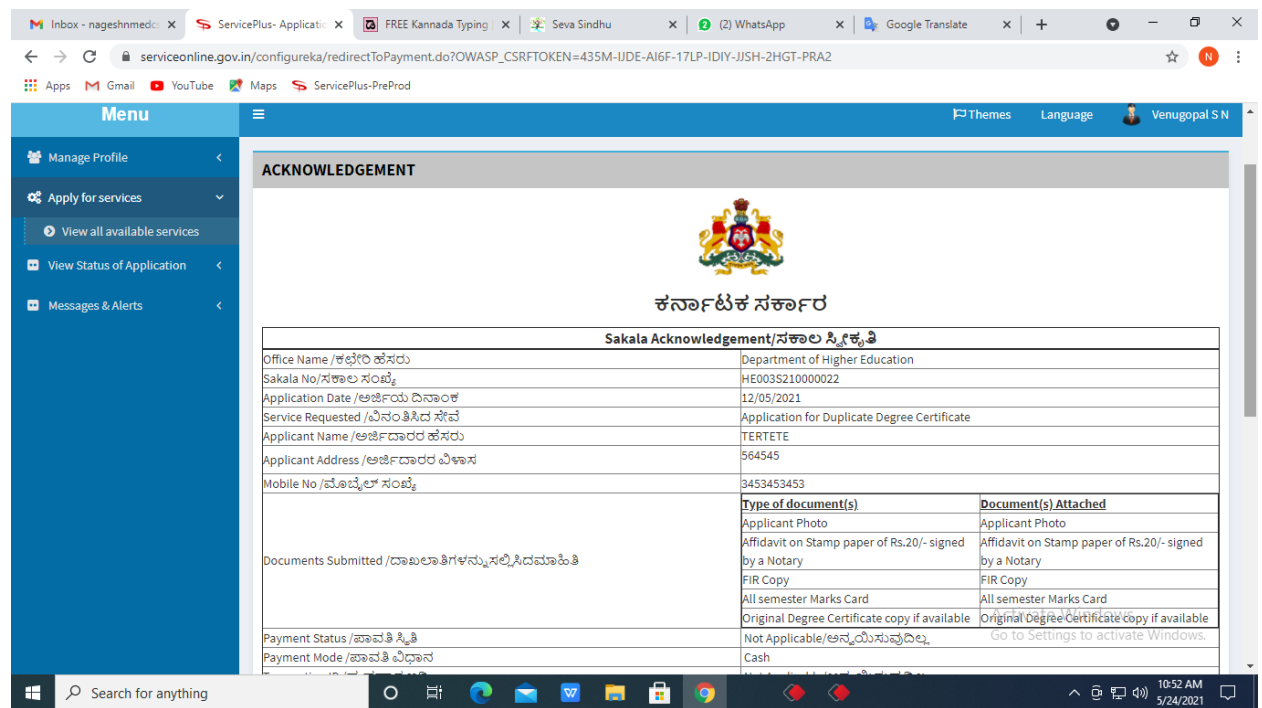 Inbox - nageshnmedcs
ServicePlus- Applicatio
FREE Kannada Typing
Seva Sindhu
(2) WhatsApp
Google Translate
serviceonline.gov.in/configureka/redirectToPayment.do?OWASP_CSRFTOKEN=435M-IJDE-AI6F-17LP-IDIY-JJSH-2HGT-PRA2
N
Apps Gmail YouTube Maps ServicePlus-PreProd
Menu
Themes Language Venugopal S N
Manage Profile
Apply for services
View all available services
View Status of Application
Messages & Alerts
ACKNOWLEDGEMENT
ಕರ್ನಾಟಕ ಸರ್ಕಾರ
Sakala Acknowledgement/ಸಕಾಲ ಸ್ವೀಕೃತಿ
Office Name /ಕಛೇರಿ ಹೆಸರು Department of Higher Education
Sakala No/ಸಕಾಲ ಸಂಖ್ಯೆ HE003S210000022
Application Date /ಅರ್ಜಿಯ ದಿನಾಂಕ 12/05/2021
Service Requested /ವಿನಂತಿಸಿದ ಸೇವೆ Application for Duplicate Degree Certificate
Applicant Name /ಅರ್ಜಿದಾರರ ಹೆಸರು TERTETE
Applicant Address /ಅರ್ಜಿದಾರರ ವಿಳಾಸ 564545
Mobile No /ಮೊಬೈಲ್ ಸಂಖ್ಯೆ 3453453453
Documents Submitted /ದಾಖಲಾತಿಗಳನ್ನು ಸಲ್ಲಿಸಿದಮಾಹಿತಿ
Type of document(s) Document(s) Attached
Applicant Photo Applicant Photo
Affidavit on Stamp paper of Rs.20/- signed Affidavit on Stamp paper of Rs.20/- signed
by a Notary by a Notary
FIR Copy FIR Copy
All semester Marks Card All semester Marks Card
Original Degree Certificate copy if available Original Degree Certificate copy if available
Payment Status /ಪಾವತಿ ಸ್ಥಿತಿ Not Applicable/ಅನ್ವಯಿಸುವುದಿಲ್ಲ
Payment Mode /ಪಾವತಿ ವಿಧಾನ Cash
Activate Windows
Go to Settings to activate Windows.
Search for anything
10:52 AM
5/24/2021